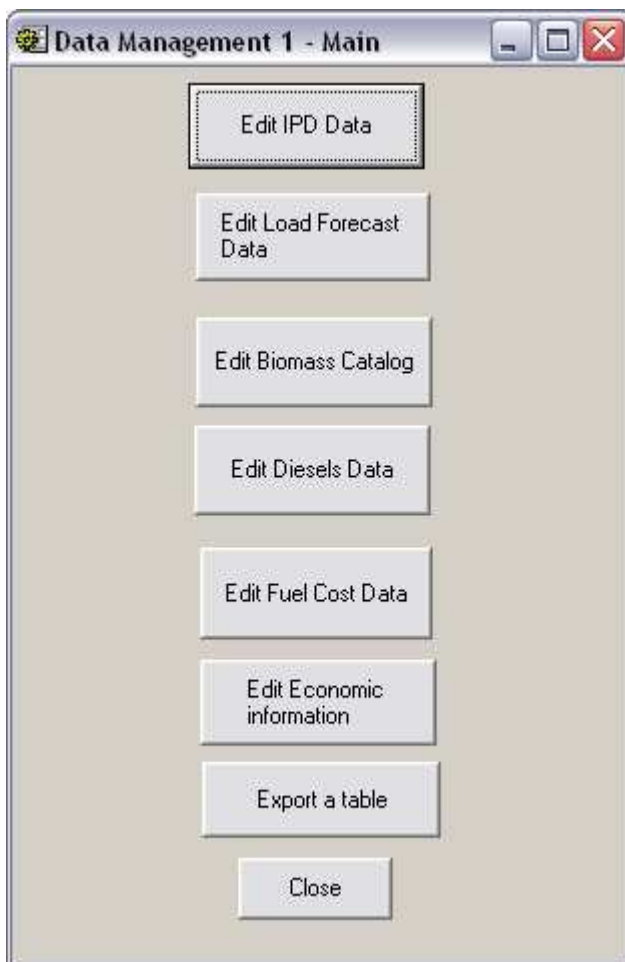 Data Management 1 - Main
Edit IPD Data
Edit Load Forecast
Data
Edit Biomass Catalog
Edit Diesels Data
Edit Fuel Cost Data
Edit Economic
information
Export a table
Close